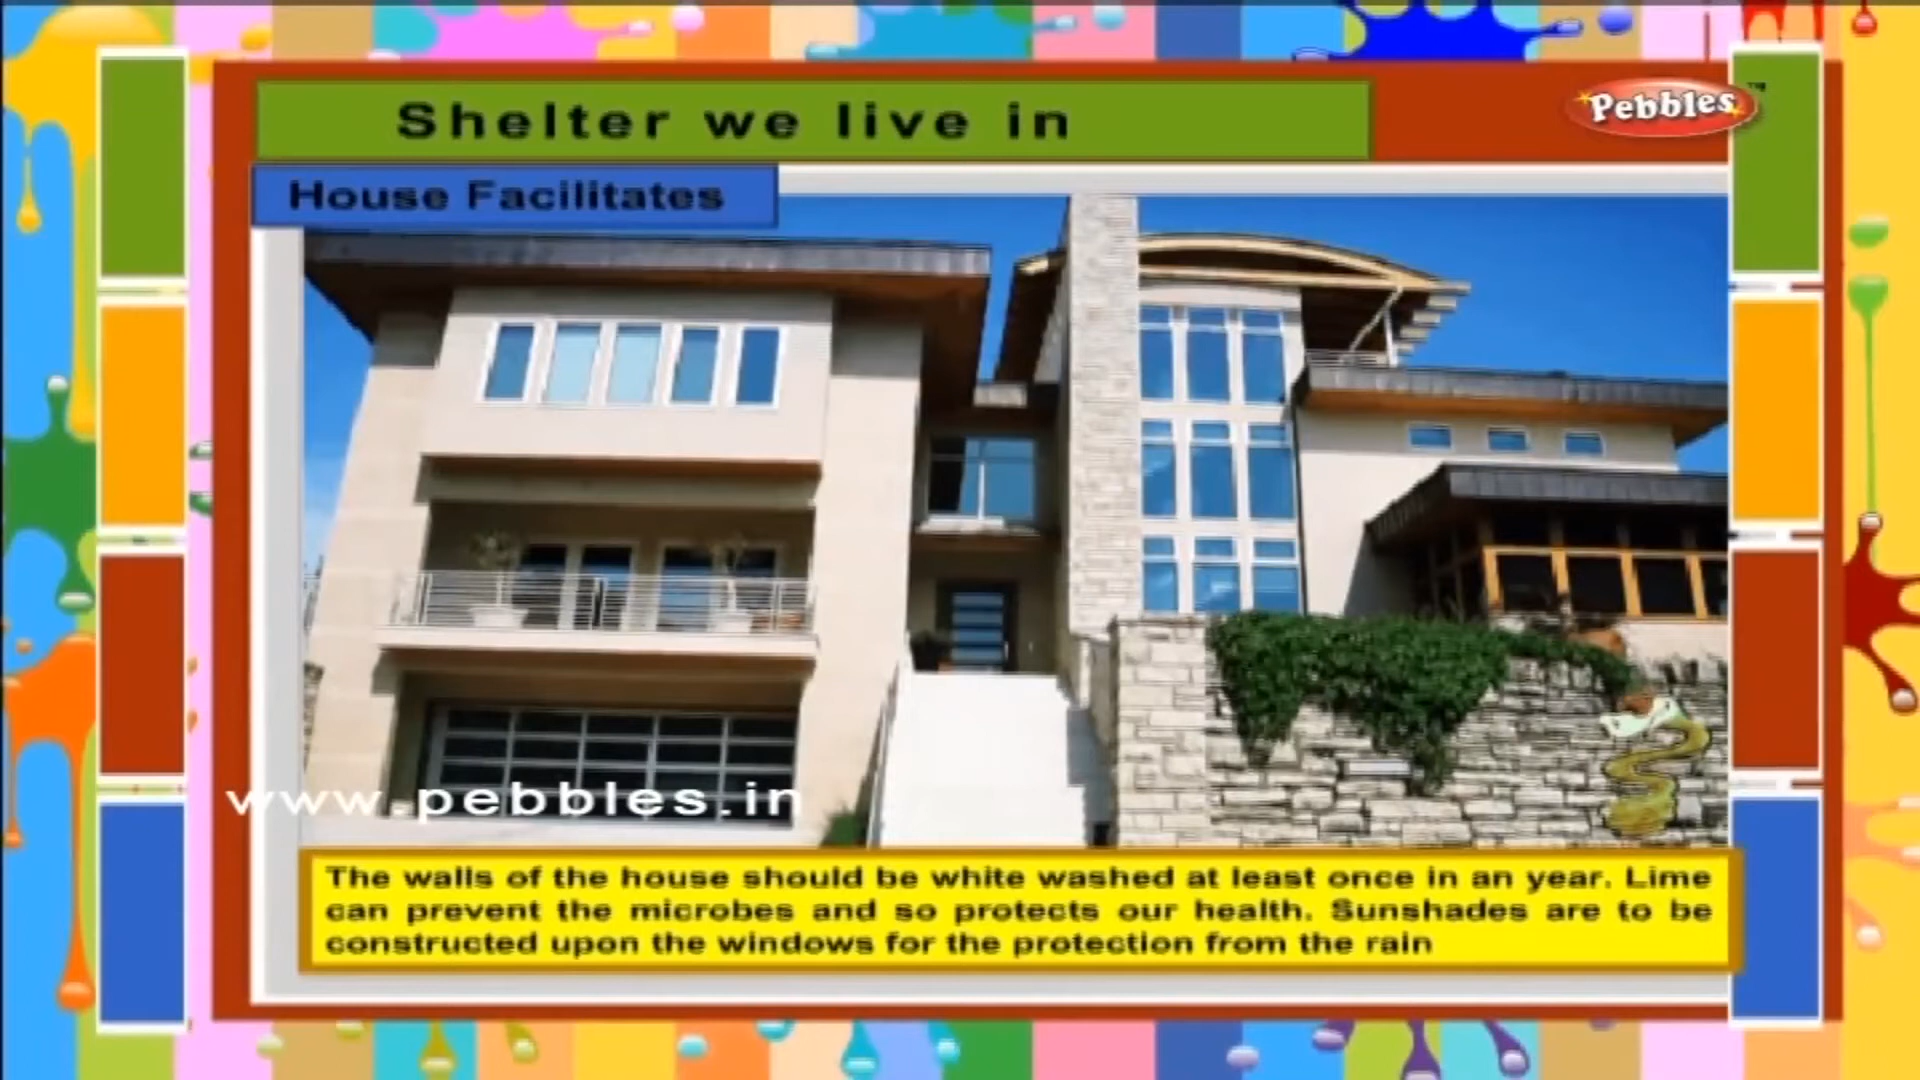 Shelter we live in
Pebbles™
House Facilitates
www.pebbles.in
The walls of the house should be white washed at least once in an year. Lime
can prevent the microbes and so protects our health. Sunshades are to be
constructed upon the windows for the protection from the rain